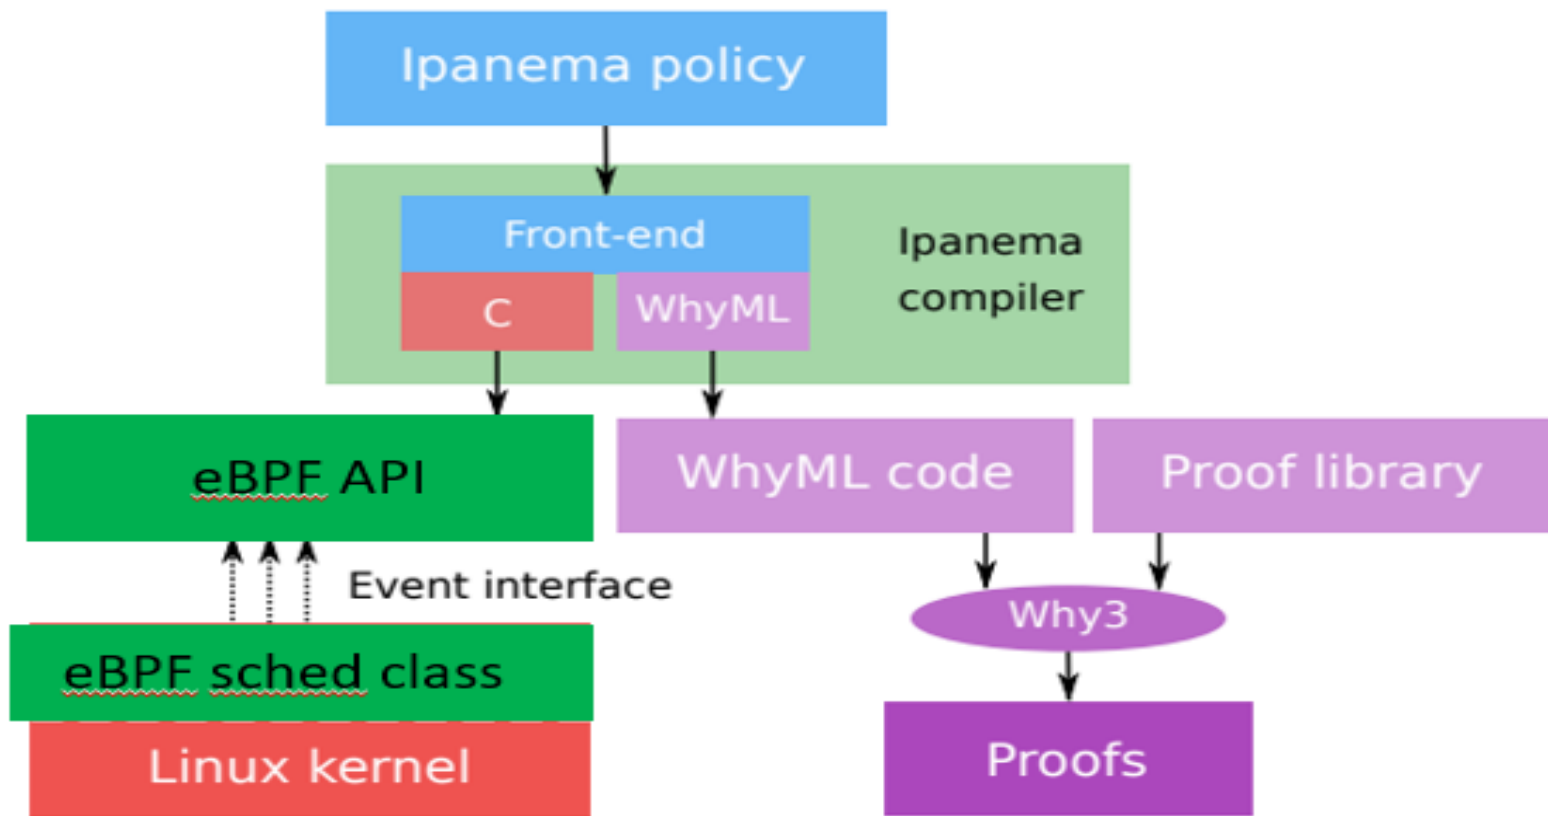 Ipanema policy
Front-end
Ipanema
compiler
C
WhyML
eBPF API
WhyML code
Proof library
Event interface
Why3
eBPF sched class
Linux kernel
Proofs